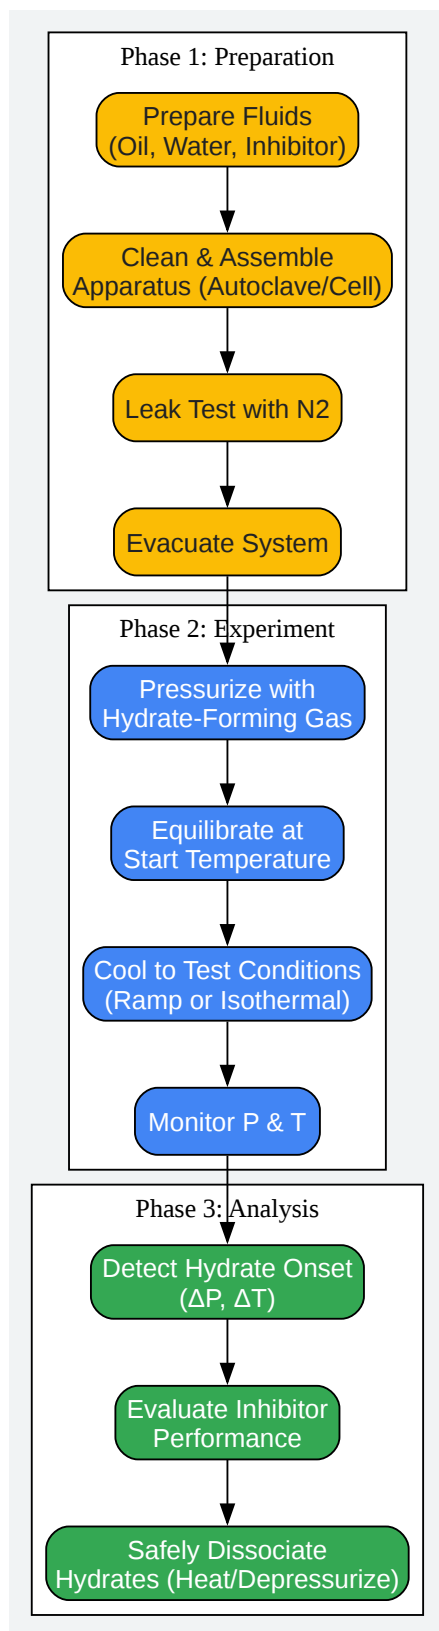 Phase 1: Preparation
Prepare Fluids
(Oil, Water, Inhibitor)
Clean & Assemble
Apparatus (Autoclave/Cell)
Leak Test with N2
Evacuate System
Phase 2: Experiment
Pressurize with
Hydrate-Forming Gas
Equilibrate at
Start Temperature
Cool to Test Conditions
(Ramp or Isothermal)
Monitor P & T
Phase 3: Analysis
Detect Hydrate Onset
(ΔP, ΔT)
Evaluate Inhibitor
Performance
Safely Dissociate
Hydrates (Heat/Depressurize)